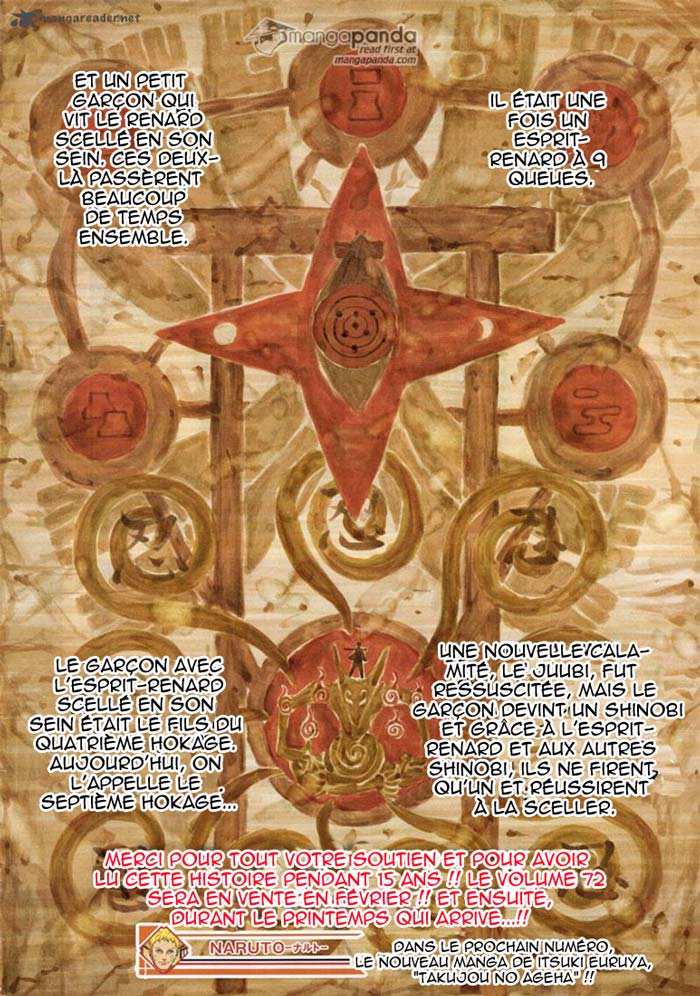 mangareader.net
mangapanda
read first at
mangapanda.com
IL ÉTAIT UNE
FOIS UN
ESPRIT-
RENARD À 9
QUEUES.
ET UN PETIT
GARÇON QUI
VIT LE RENARD
SCELLÉ EN SON
SEIN. CES DEUX-
LÀ PASSÈRENT
BEAUCOUP
DE TEMPS
ENSEMBLE.
UNE NOUVELLE CALA-
MITÉ, LE JUUBI, FUT
RESSUSCITÉE, MAIS LE
GARÇON DEVINT UN SHINOBI
ET GRÂCE À L'ESPRIT-
RENARD ET AUX AUTRES
SHINOBI, ILS NE FIRENT
QU'UN ET RÉUSSIRENT
À LA SCELLER.
LE GARÇON AVEC
L'ESPRIT-RENARD
SCELLÉ EN SON
SEIN ÉTAIT LE FILS DU
QUATRIÈME HOKAGE.
AUJOURD'HUI, ON
L'APPELLE LE
SEPTIÈME HOKAGE...
MERCI POUR TOUT VOTRE SOUTIEN ET POUR AVOIR
LU CETTE HISTOIRE PENDANT 15 ANS !! LE VOLUME 72
SERA EN VENTE EN FÉVRIER !! ET ENSUITE,
DURANT LE PRINTEMPS QUI ARRIVE...!!
NARUTO—ナルト—
DANS LE PROCHAIN NUMÉRO,
LE NOUVEAU MANGA DE ITSUKI EURUYA,
"TAKUJOU NO AGEHA" !!